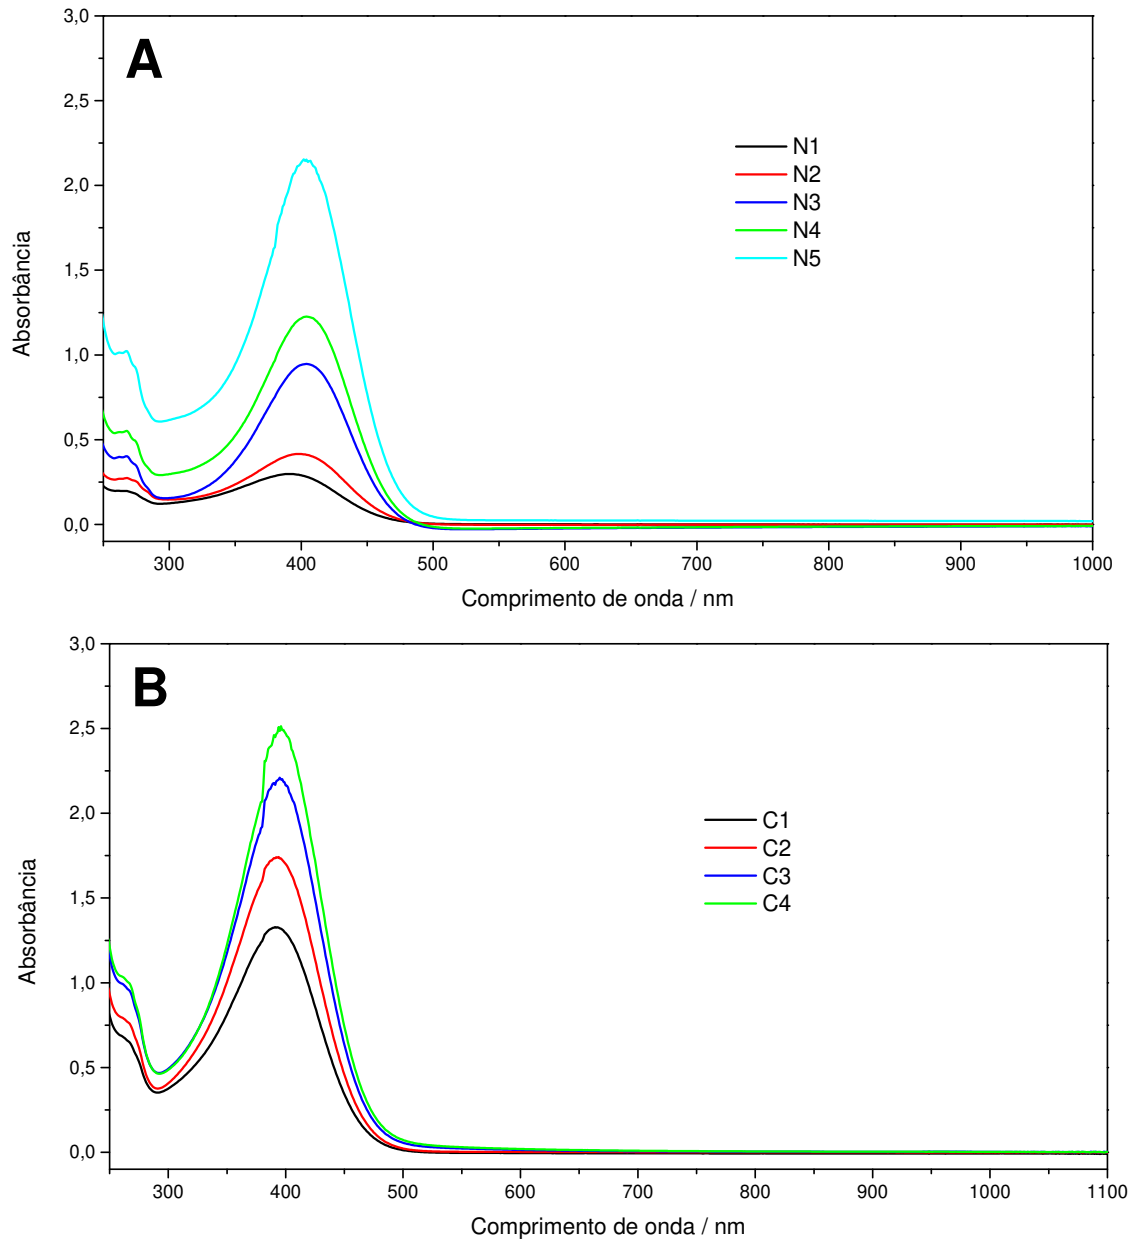 A
3,0
2,5
2,0
1,5
1,0
0,5
0,0
Absorbância
N1
N2
N3
N4
N5
300 400 500 600 700 800 900 1000
Comprimento de onda / nm
B
3,0
2,5
2,0
1,5
1,0
0,5
0,0
Absorbância
C1
C2
C3
C4
300 400 500 600 700 800 900 1000 1100
Comprimento de onda / nm